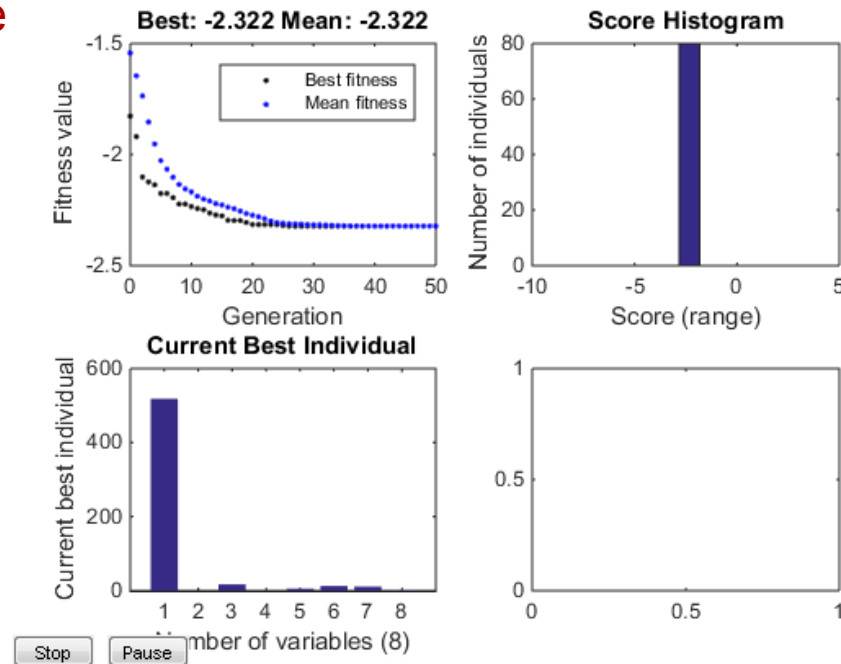 e
Best: -2.322 Mean: -2.322
-1.5
-2
-2.5
Fitness value
Best fitness
Mean fitness
0 10 20 30 40 50
Generation
Score Histogram
80
60
40
20
0
Number of individuals
-10 -5 0 5
Score (range)
Current Best Individual
600
400
200
0
Current best individual
1 2 3 4 5 6 7 8
mber of variables (8)
Stop
Pause
1
0.5
0
0 0.5 1